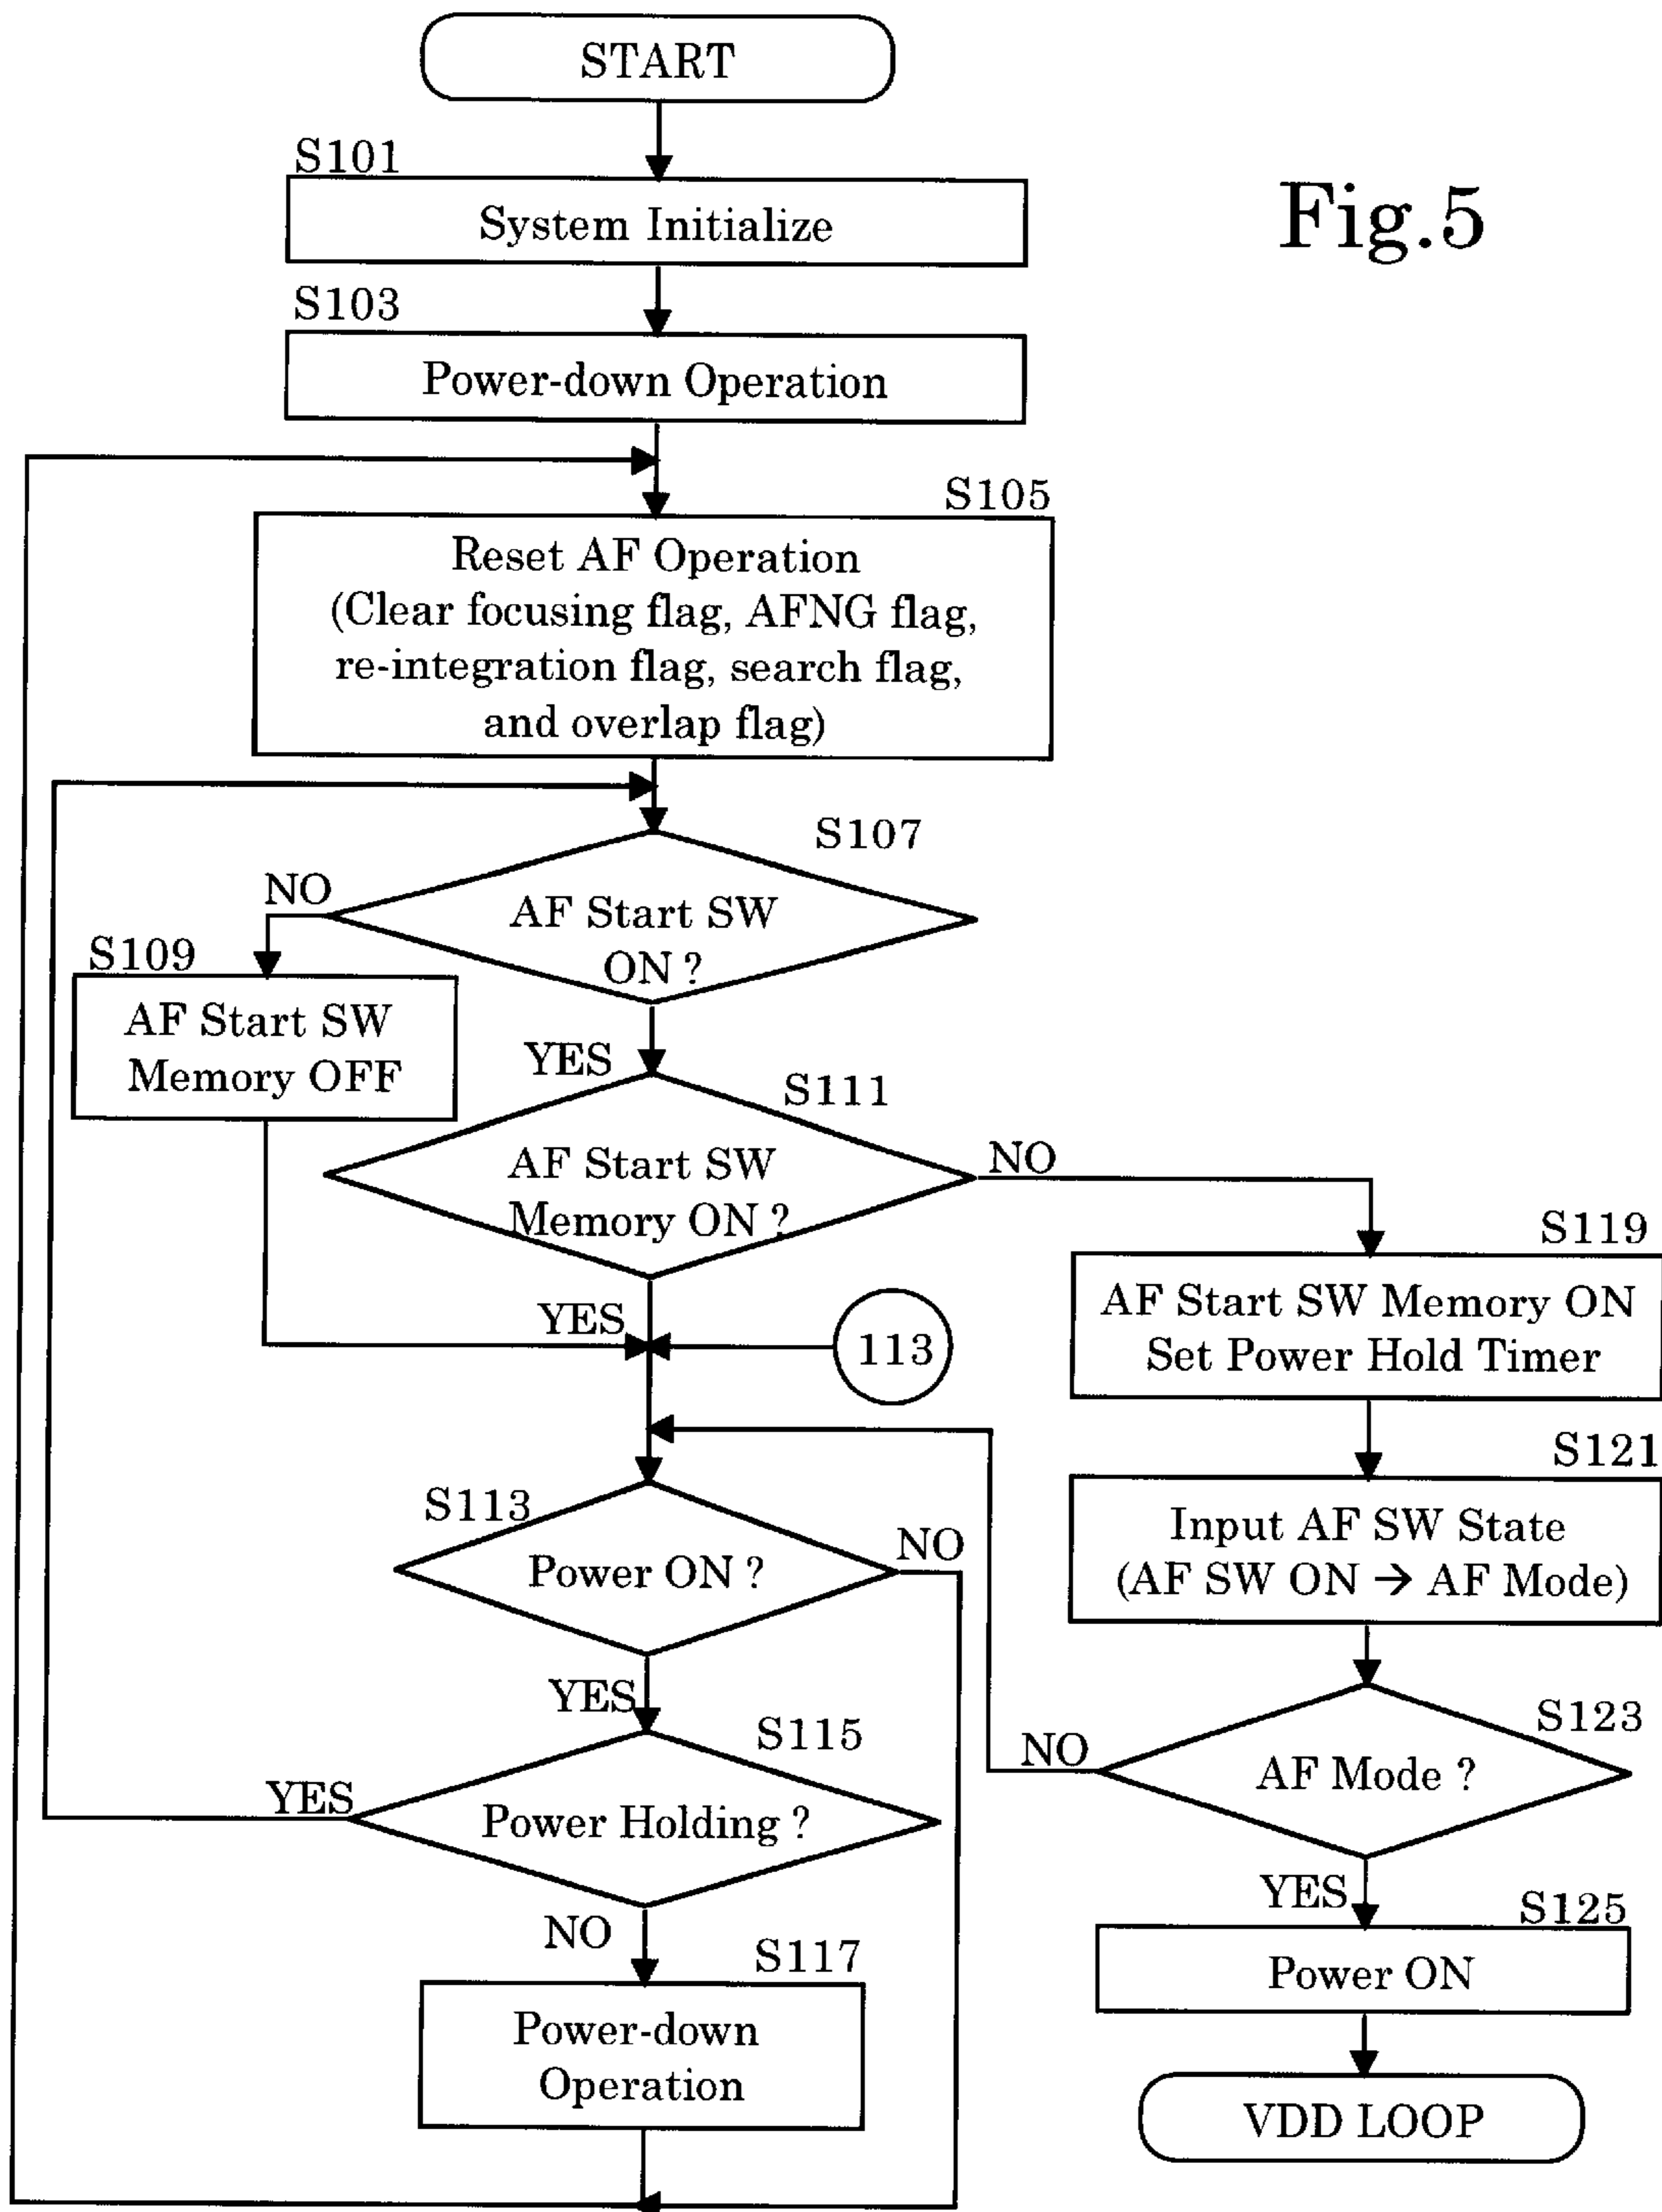 START
S101
System Initialize
Fig.5
S103
Power-down Operation
S105
Reset AF Operation
(Clear focusing flag, AFNG flag,
re-integration flag, search flag,
and overlap flag)
S107
NO
AF Start SW
ON ?
S109
AF Start SW
Memory OFF
YES
S111
AF Start SW
Memory ON ?
NO
S119
AF Start SW Memory ON
Set Power Hold Timer
YES
113
S121
Input AF SW State
(AF SW ON → AF Mode)
S113
Power ON ?
NO
YES
S123
AF Mode ?
NO
S115
Power Holding ?
YES
YES
S125
Power ON
NO
S117
Power-down
Operation
VDD LOOP